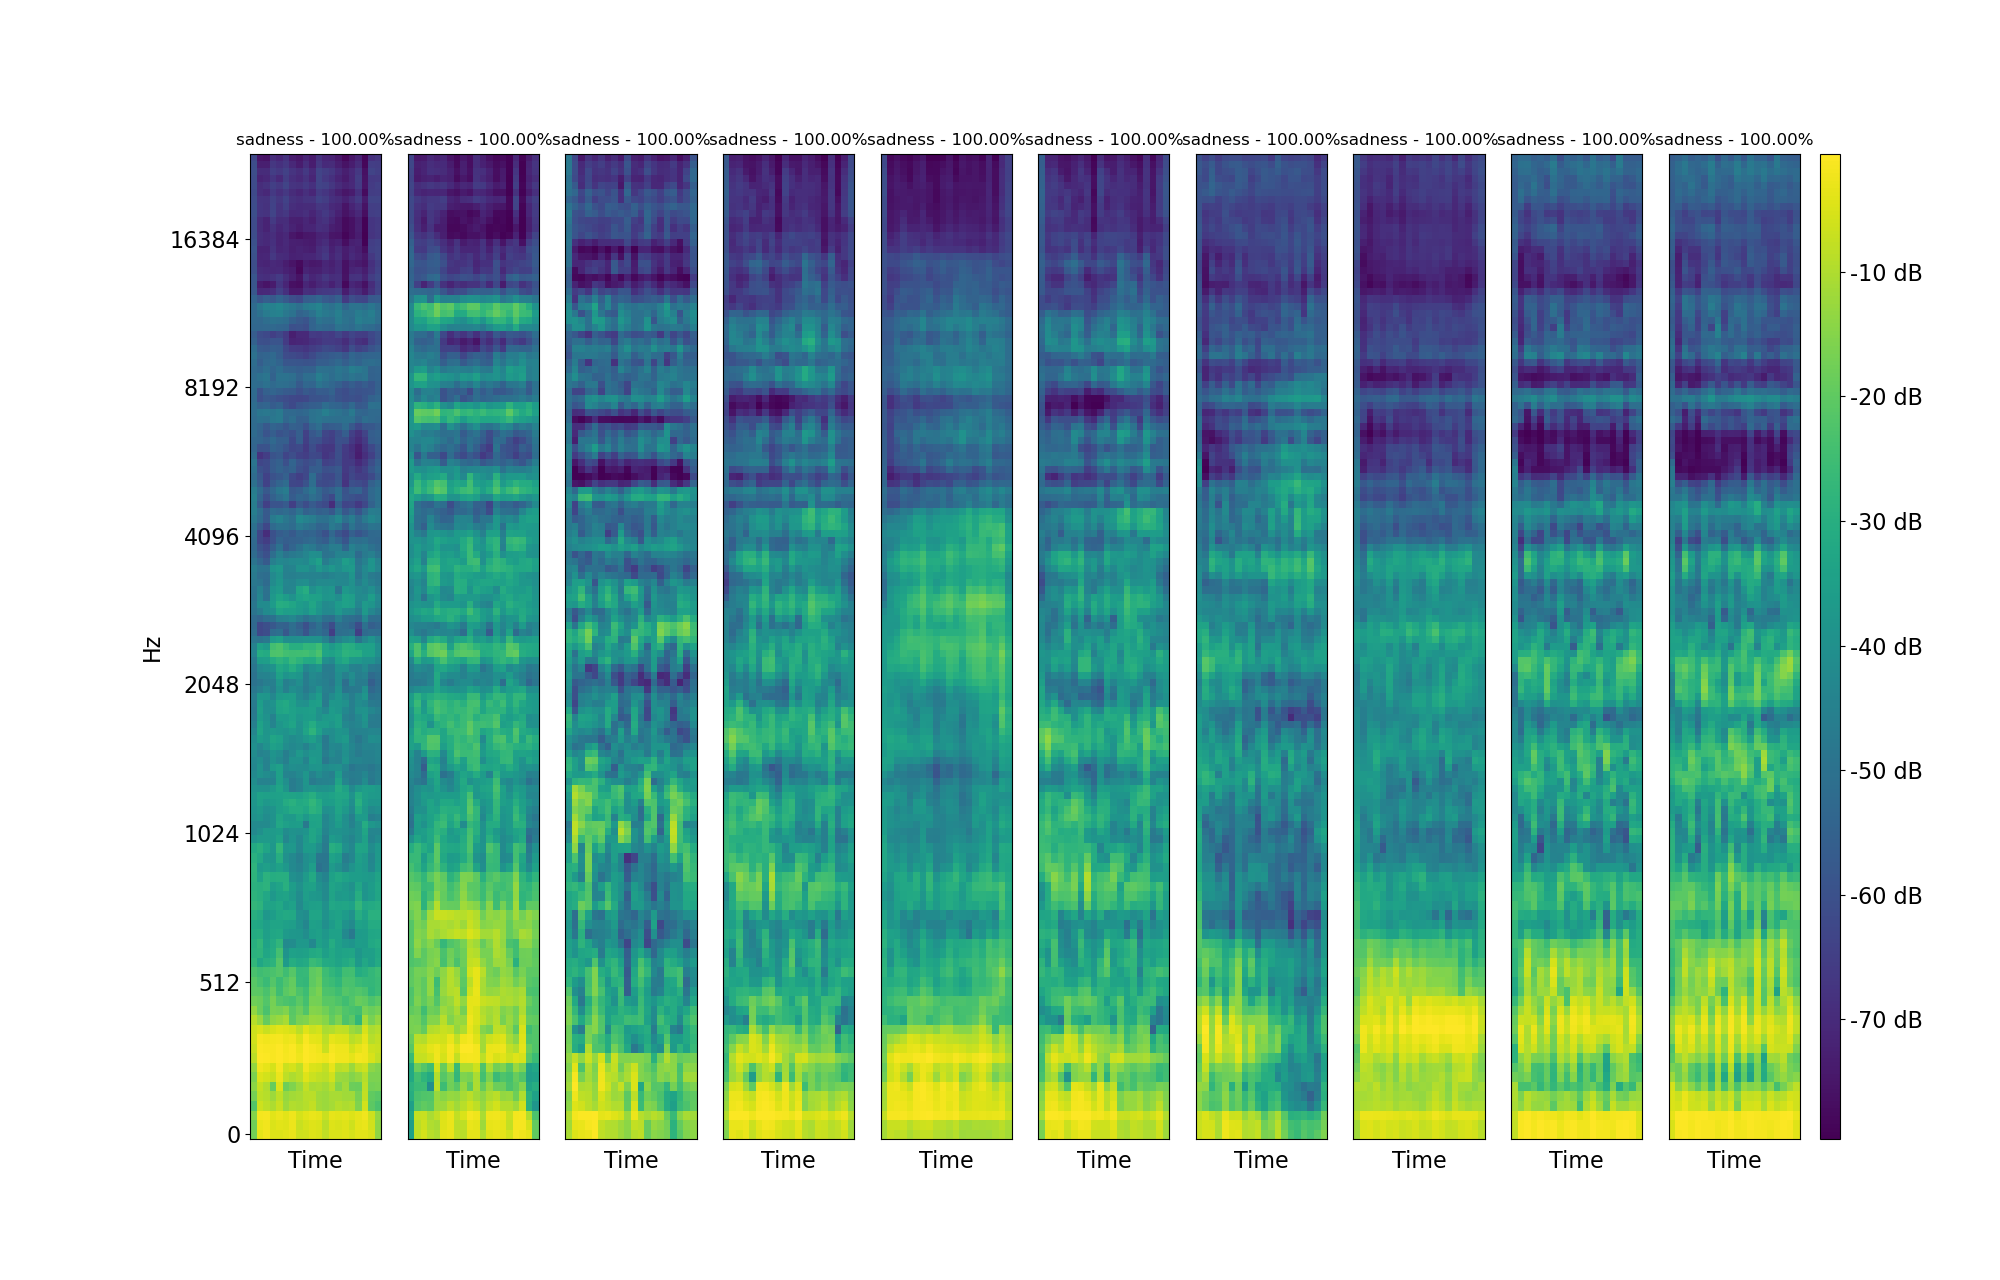 sadness - 100.00% sadness - 100.00% sadness - 100.00% sadness - 100.00% sadness - 100.00% sadness - 100.00% sadness - 100.00% sadness - 100.00% sadness - 100.00% sadness - 100.00%
Hz
16384
8192
4096
2048
1024
512
0
Time Time Time Time Time Time Time Time Time Time
-10 dB
-20 dB
-30 dB
-40 dB
-50 dB
-60 dB
-70 dB